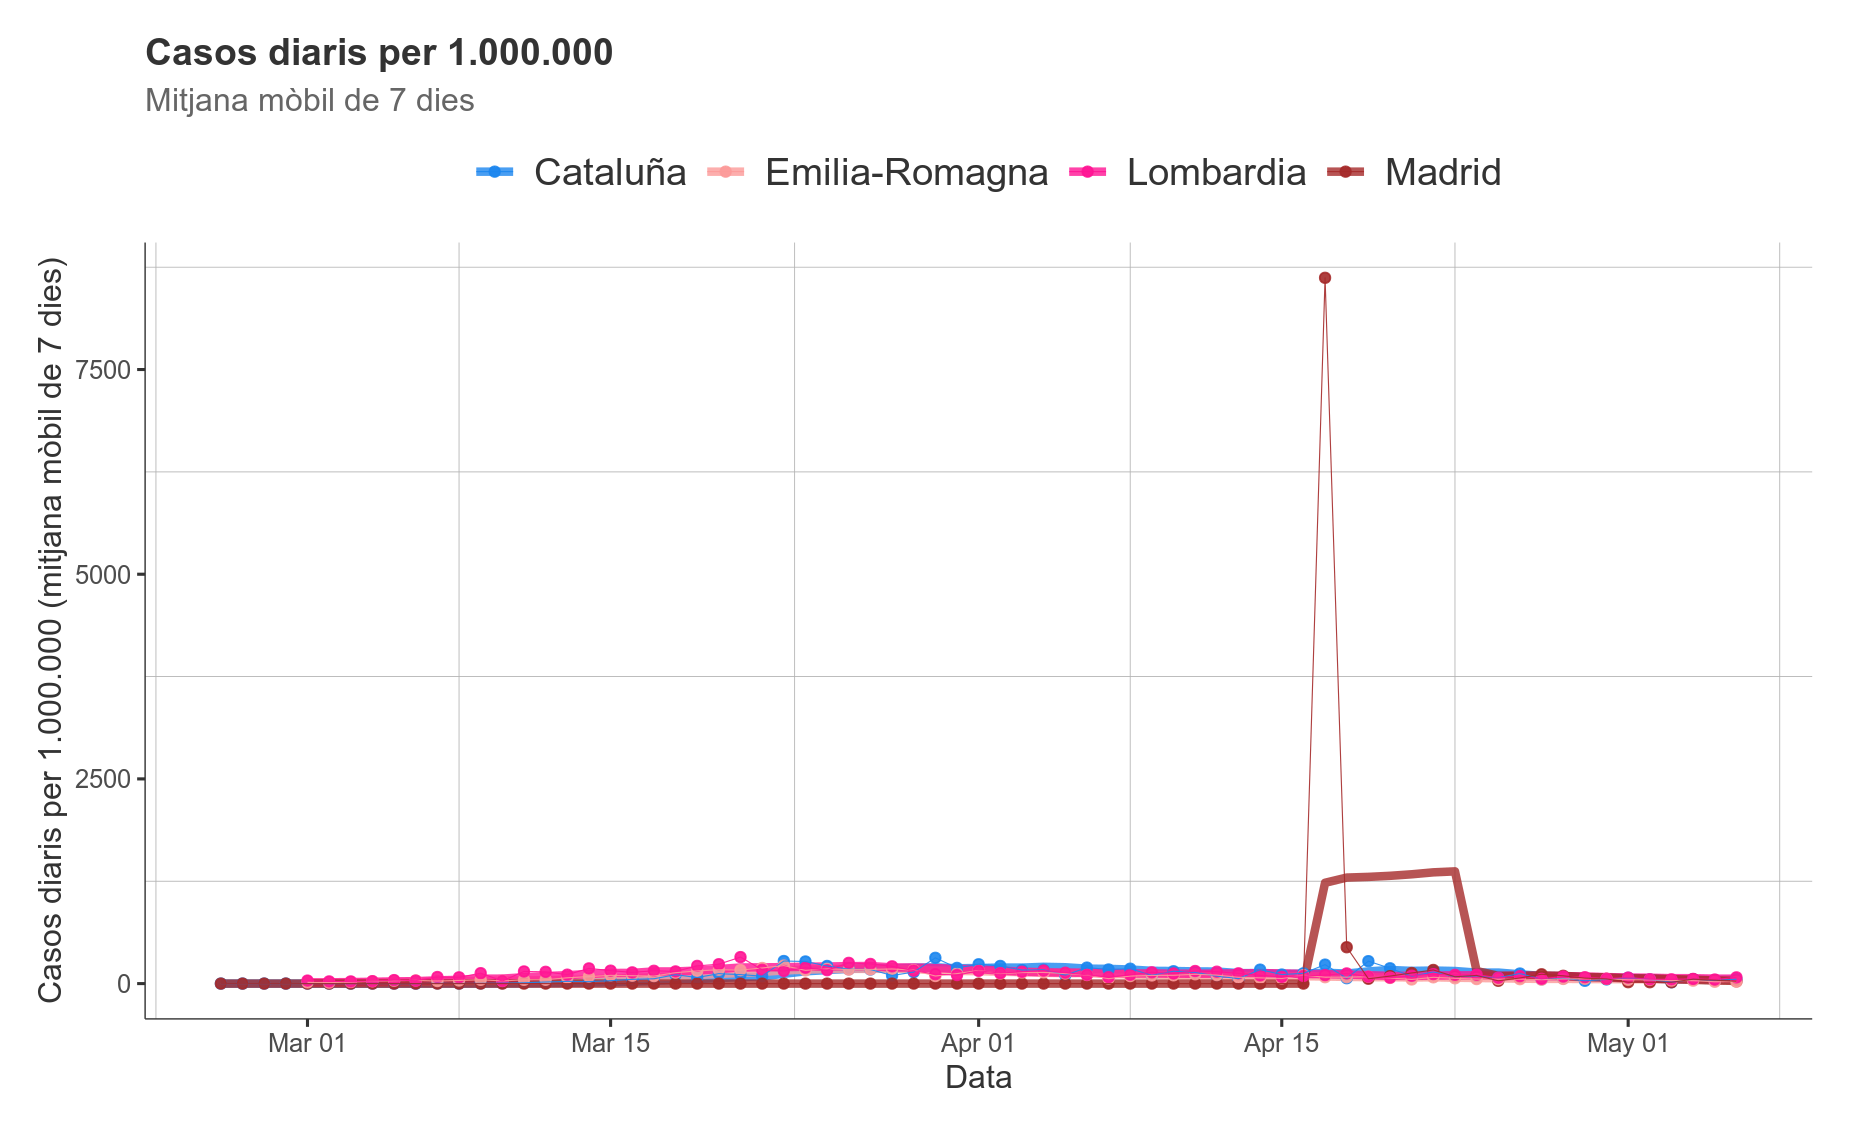 Casos diaris per 1.000.000
Mitjana mòbil de 7 dies
Cataluña Emilia-Romagna Lombardia Madrid
Casos diaris per 1.000.000 (mitjana mòbil de 7 dies)
7500
5000
2500
0
Mar 01 Mar 15 Apr 01 Apr 15 May 01
Data